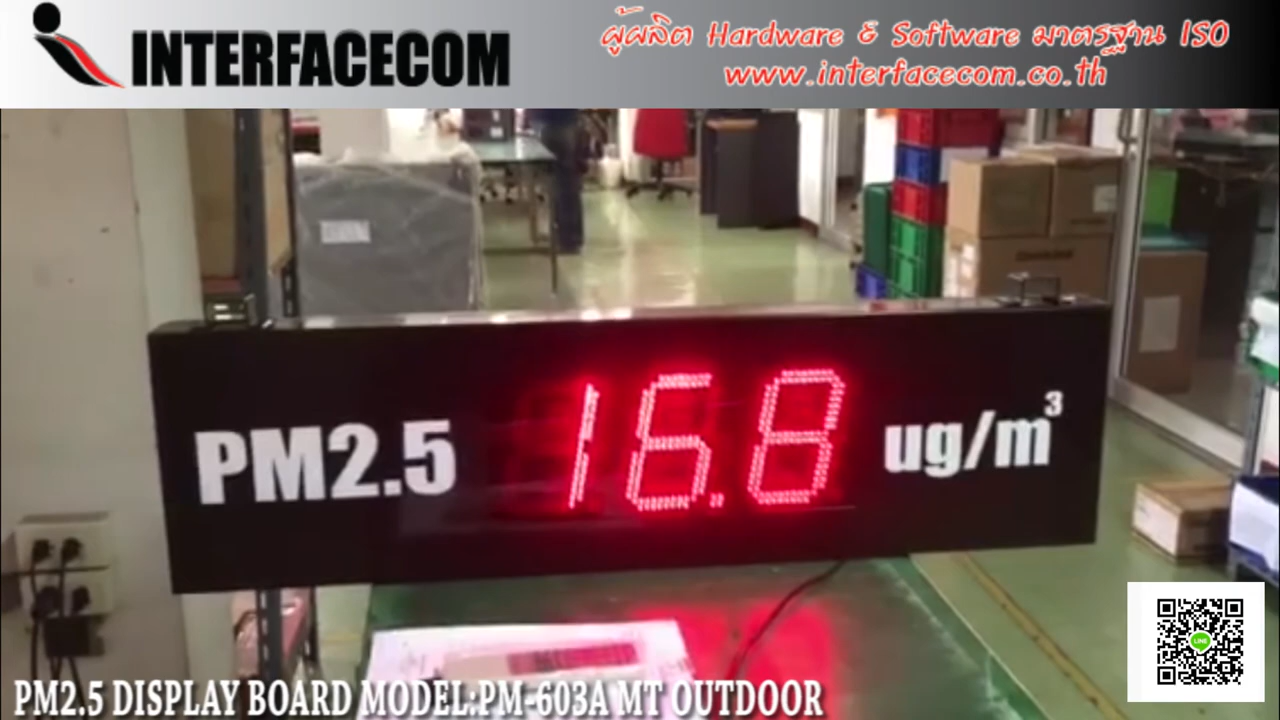 INTERFACECOM
ผู้ผลิต Hardware & Software มาตรฐาน ISO
www.interfacecom.co.th
PM2.5 16.8 ug/m³
LINE
PM2.5 DISPLAY BOARD MODEL:PM-603A MT OUTDOOR